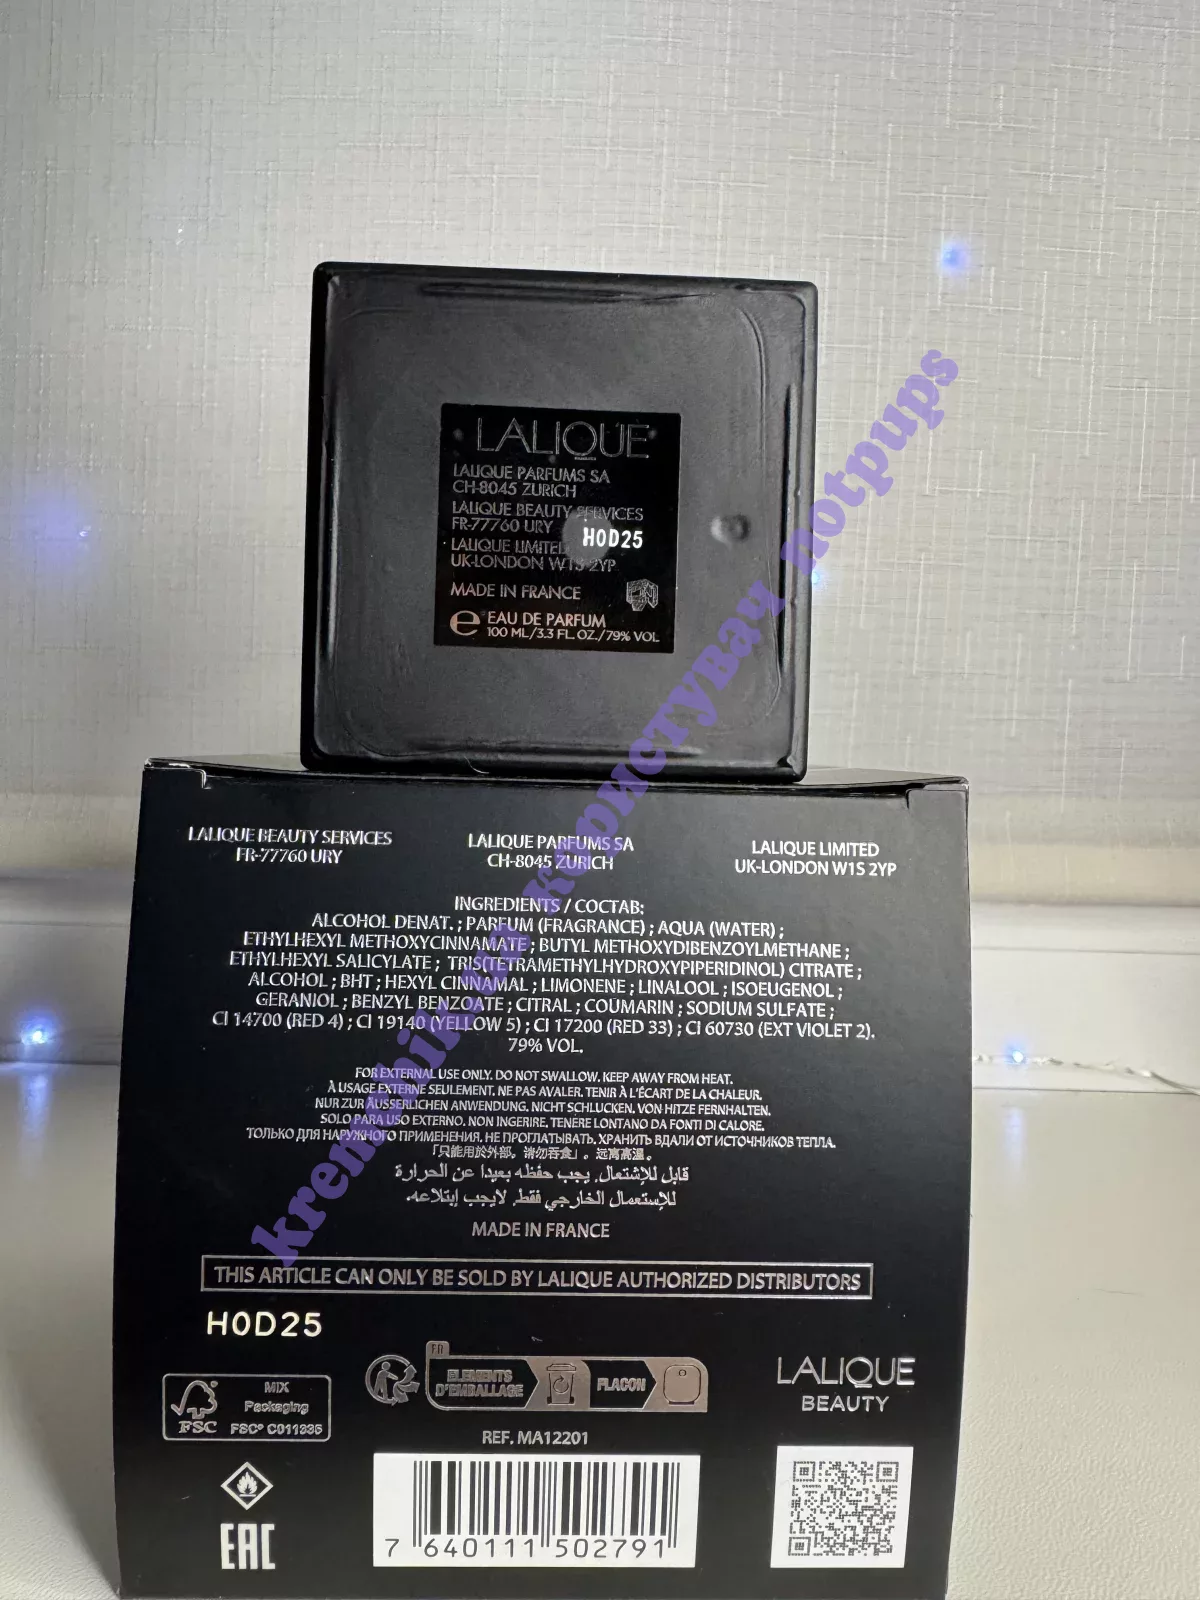 LALIQUE
LALIQUE PARFUMS SA
CH-8045 ZURICH
LALIQUE BEAUTY SERVICES
FR-77760 URY
H0D25
LALIQUE LIMITED
UK-LONDON W1S 2YP
MADE IN FRANCE
e EAU DE PARFUM
100 ML/3.3 FL. OZ./79% VOL
kremchikwa користувач notpups
LALIQUE BEAUTY SERVICES
FR-77760 URY
LALIQUE PARFUMS SA
CH-8045 ZURICH
LALIQUE LIMITED
UK-LONDON W1S 2YP
INGREDIENTS / СОСТАВ:
ALCOHOL DENAT. ; PARFUM (FRAGRANCE) ; AQUA (WATER) ;
ETHYLHEXYL METHOXYCINNAMATE ; BUTYL METHOXYDIBENZOYLMETHANE ;
ETHYLHEXYL SALICYLATE ; TRIS(TETRAMETHYLHYDROXYPIPERIDINOL) CITRATE ;
ALCOHOL ; BHT ; HEXYL CINNAMAL ; LIMONENE ; LINALOOL ; ISOEUGENOL ;
GERANIOL ; BENZYL BENZOATE ; CITRAL ; COUMARIN ; SODIUM SULFATE ;
CI 14700 (RED 4) ; CI 19140 (YELLOW 5) ; CI 17200 (RED 33) ; CI 60730 (EXT VIOLET 2).
79% VOL.
FOR EXTERNAL USE ONLY. DO NOT SWALLOW. KEEP AWAY FROM HEAT.
À USAGE EXTERNE SEULEMENT. NE PAS AVALER. TENIR À L'ÉCART DE LA CHALEUR.
NUR ZUR ÄUSSERLICHEN ANWENDUNG. NICHT SCHLUCKEN. VON HITZE FERNHALTEN.
SOLO PARA USO EXTERNO. NON INGERIRE. TENERE LONTANO DA FONTI DI CALORE.
ТОЛЬКО ДЛЯ НАРУЖНОГО ПРИМЕНЕНИЯ. НЕ ПРОГЛАТЫВАТЬ. ХРАНИТЬ ВДАЛИ ОТ ИСТОЧНИКОВ ТЕПЛА.
「只能用於外部。请勿吞食」。远离高温。
قابل للإشتعال. يجب حفظه بعيدا عن الحرارة
للإستعمال الخارجي فقط. لايجب إبتلاعه.
MADE IN FRANCE
THIS ARTICLE CAN ONLY BE SOLD BY LALIQUE AUTHORIZED DISTRIBUTORS
H0D25
FR
ELEMENTS
D'EMBALLAGE
FLACON
MIX
Packaging
FSC
FSC® C011335
LALIQUE
BEAUTY
REF. MA12201
EAC
7 640111 502791